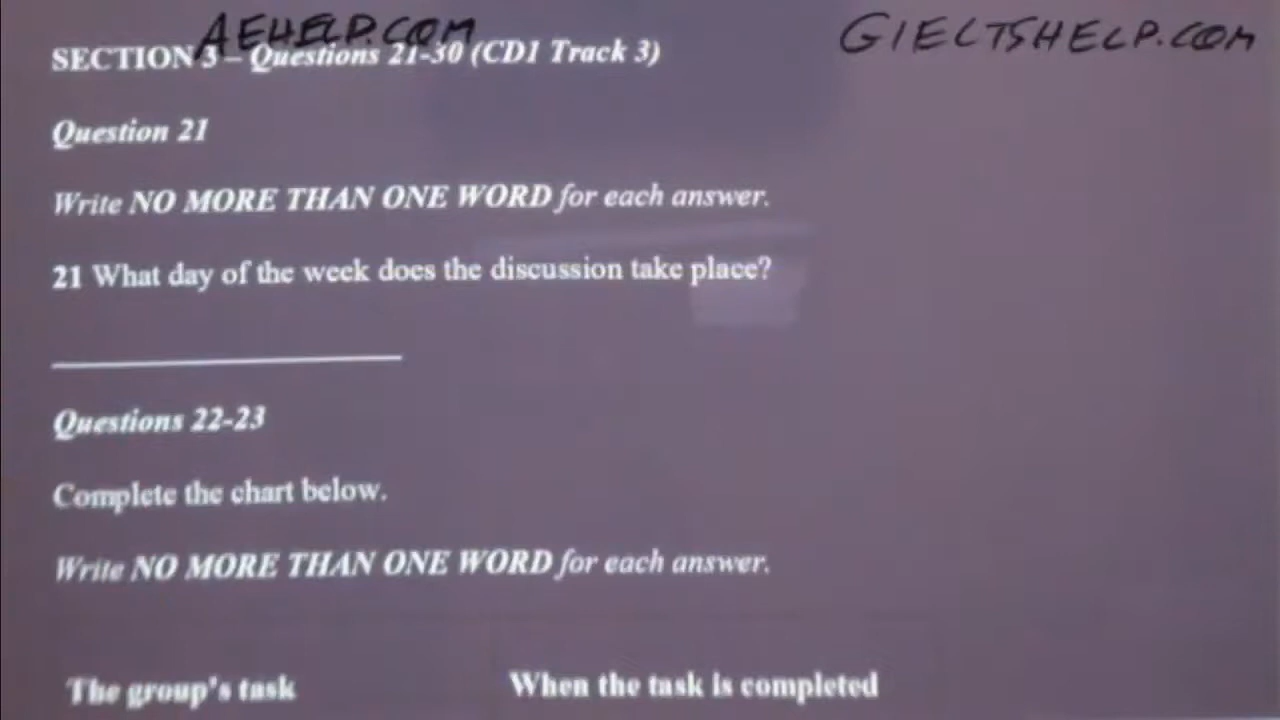 AEHELP.COM
GIELTSHELP.COM
SECTION 3 – Questions 21-30 (CD1 Track 3)
Question 21
Write NO MORE THAN ONE WORD for each answer.
21 What day of the week does the discussion take place?
Questions 22-23
Complete the chart below.
Write NO MORE THAN ONE WORD for each answer.
The group's task
When the task is completed